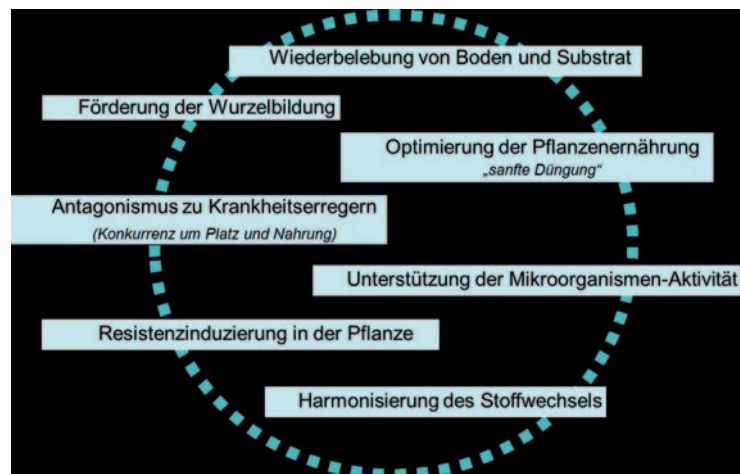 Wiederbelebung von Boden und Substrat
Förderung der Wurzelbildung
Optimierung der Pflanzenernährung
„sanfte Düngung“
Antagonismus zu Krankheitserregern
(Konkurrenz um Platz und Nahrung)
Unterstützung der Mikroorganismen-Aktivität
Resistenzinduzierung in der Pflanze
Harmonisierung des Stoffwechsels